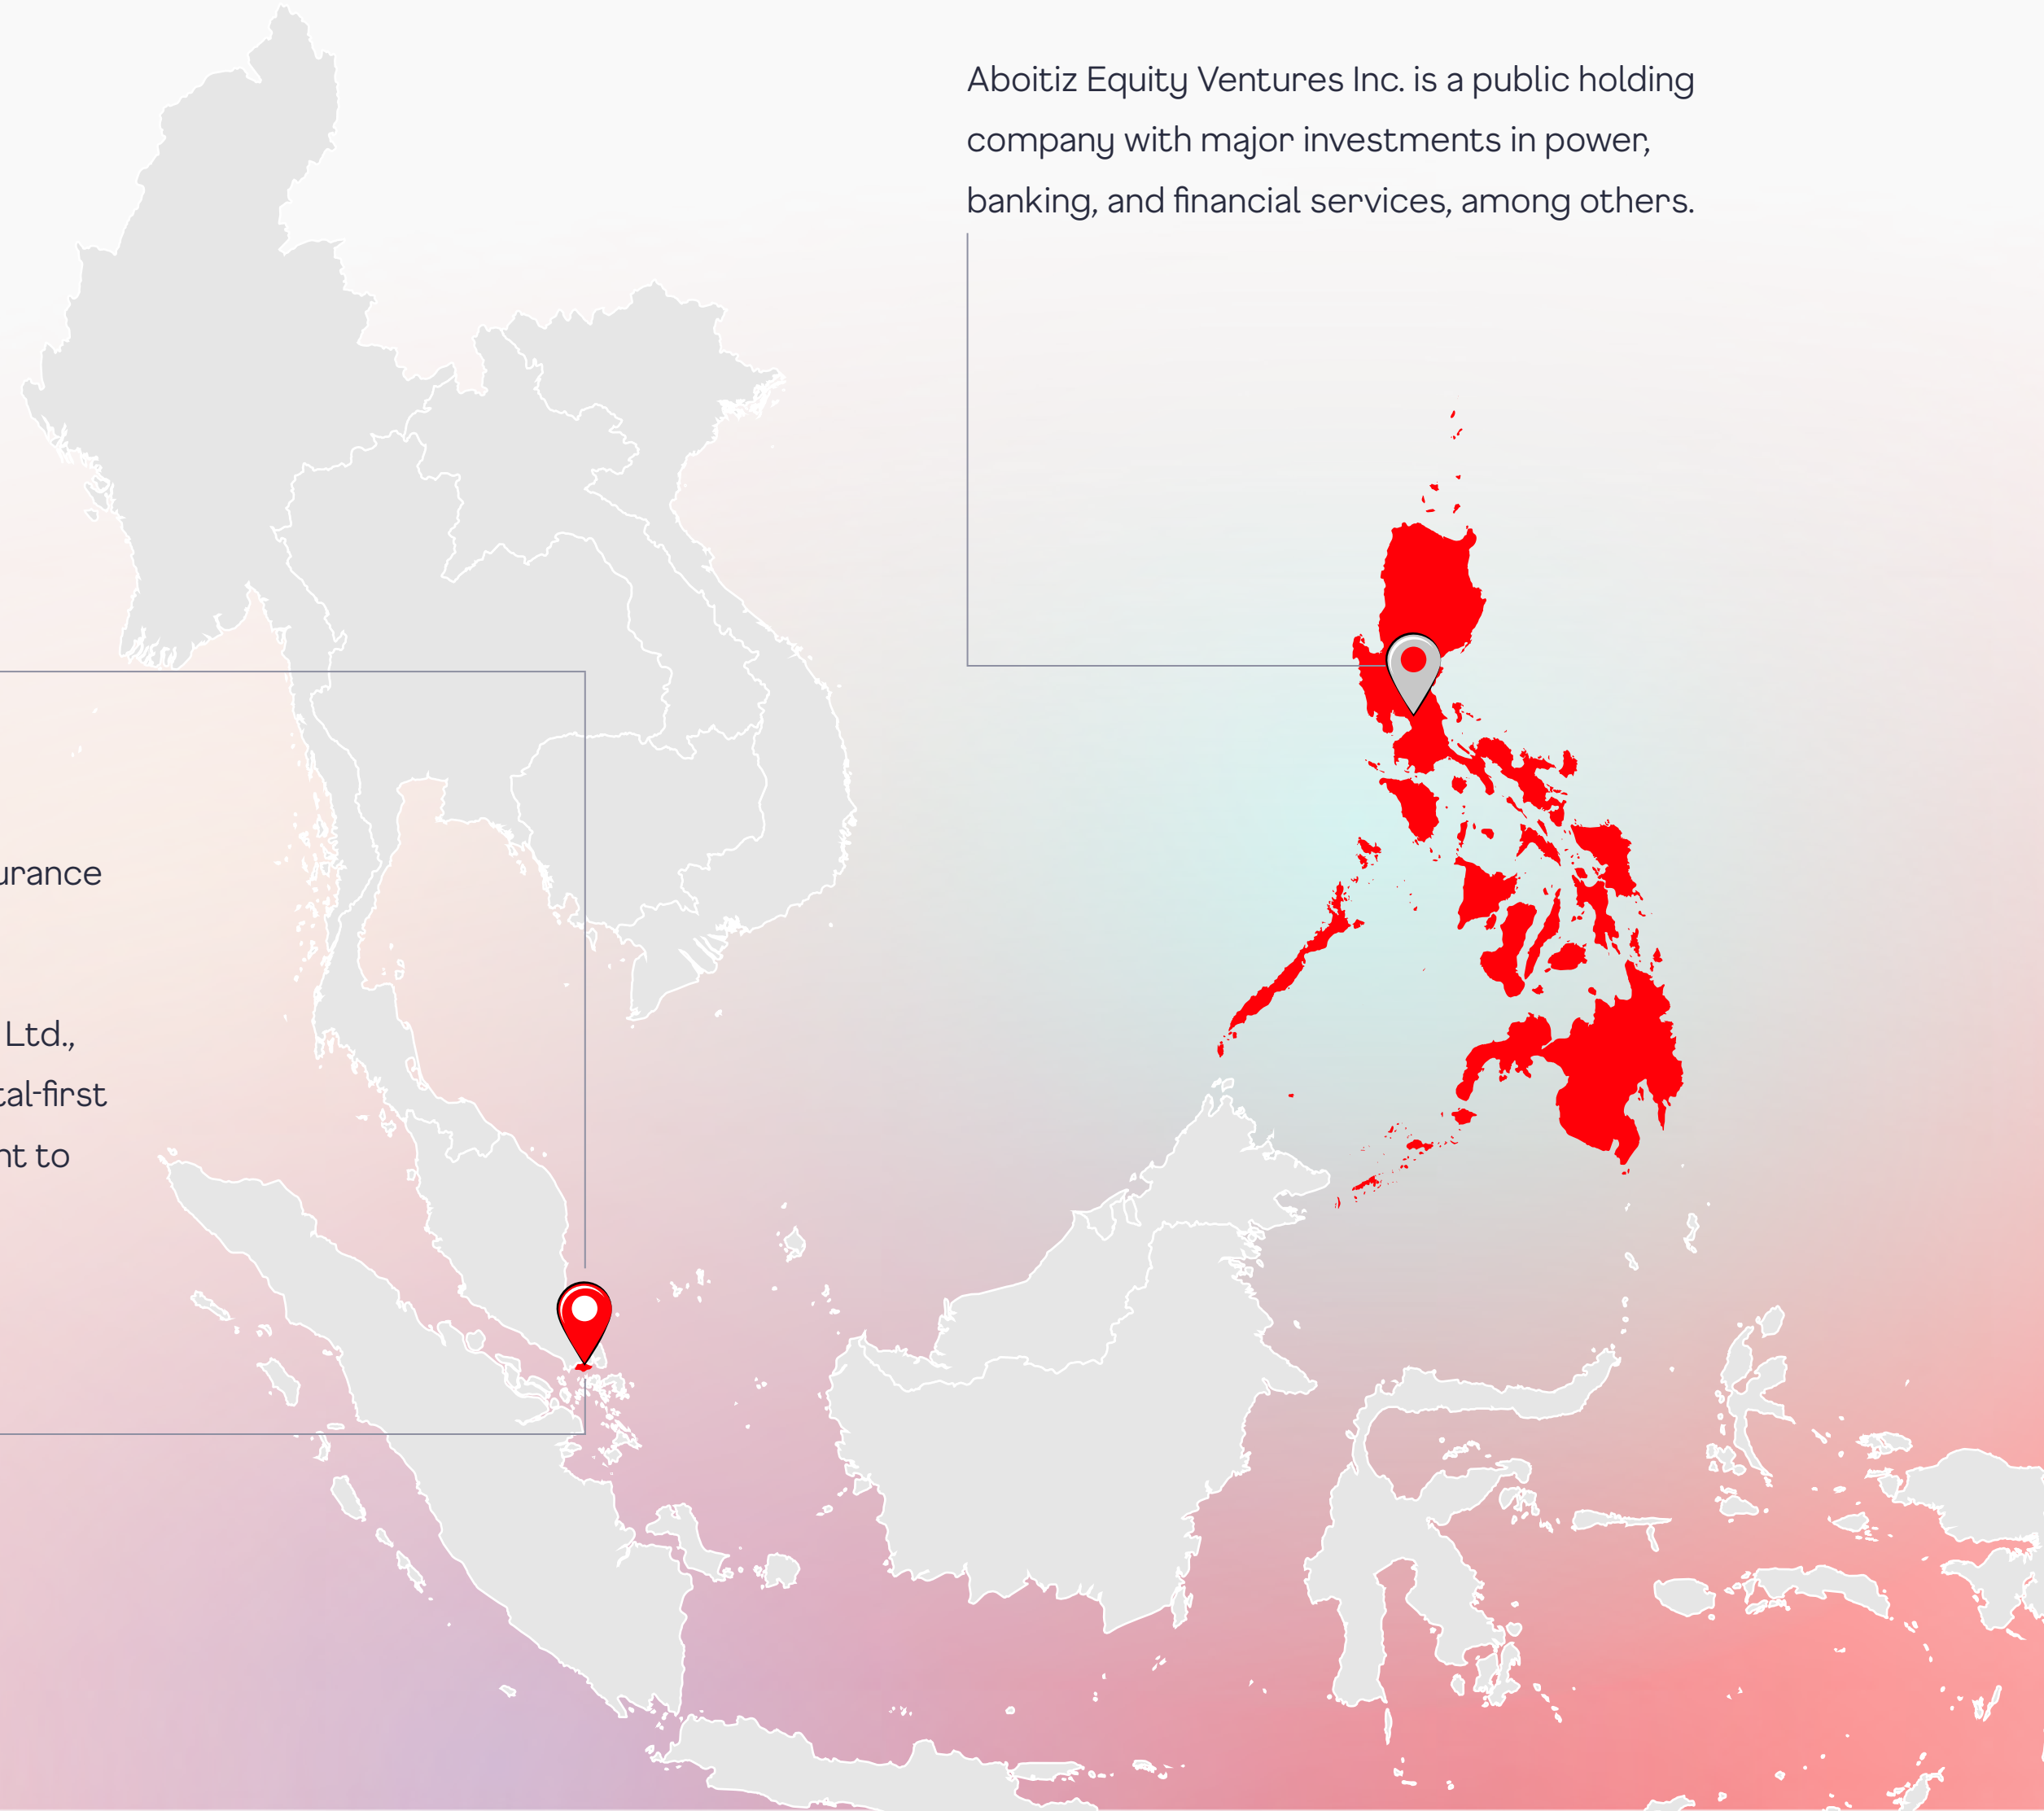 Aboitiz Equity Ventures Inc. is a public holding
company with major investments in power,
banking, and financial services, among others.
urance
Ltd.,
tal-first
nt to